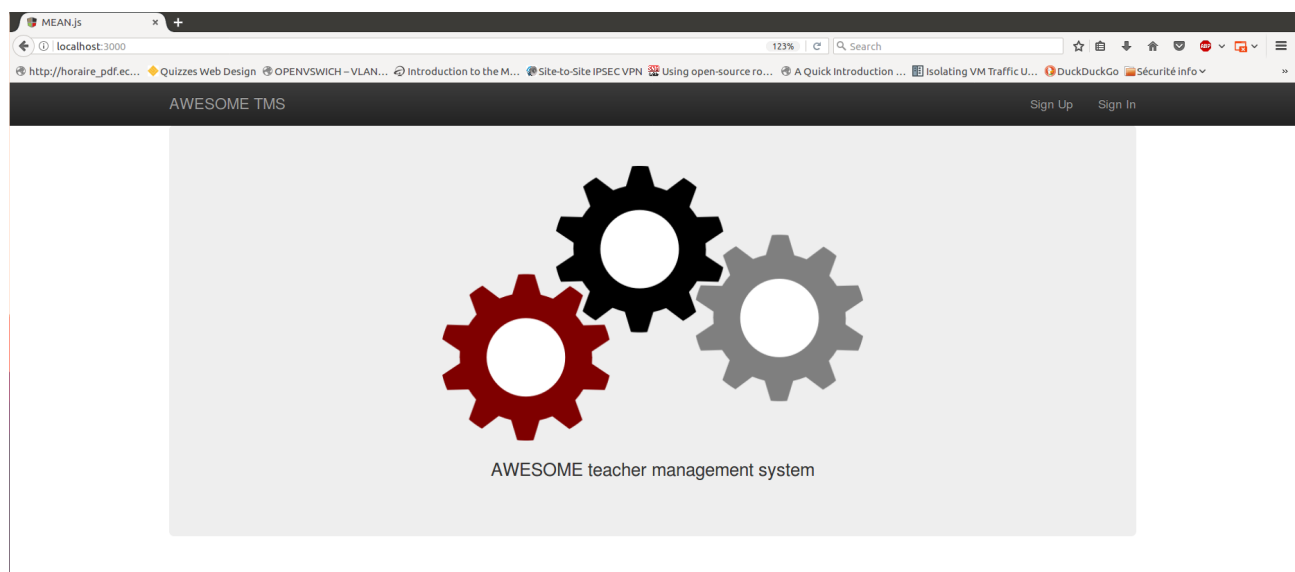 MEAN.js × +
localhost:3000 123% Search
http://horaire_pdf.ec... Quizzes Web Design OPENVSWICH – VLAN... Introduction to the M... Site-to-Site IPSEC VPN Using open-source ro... A Quick Introduction ... Isolating VM Traffic U... DuckDuckGo Sécurité info »
AWESOME TMS Sign Up Sign In
AWESOME teacher management system